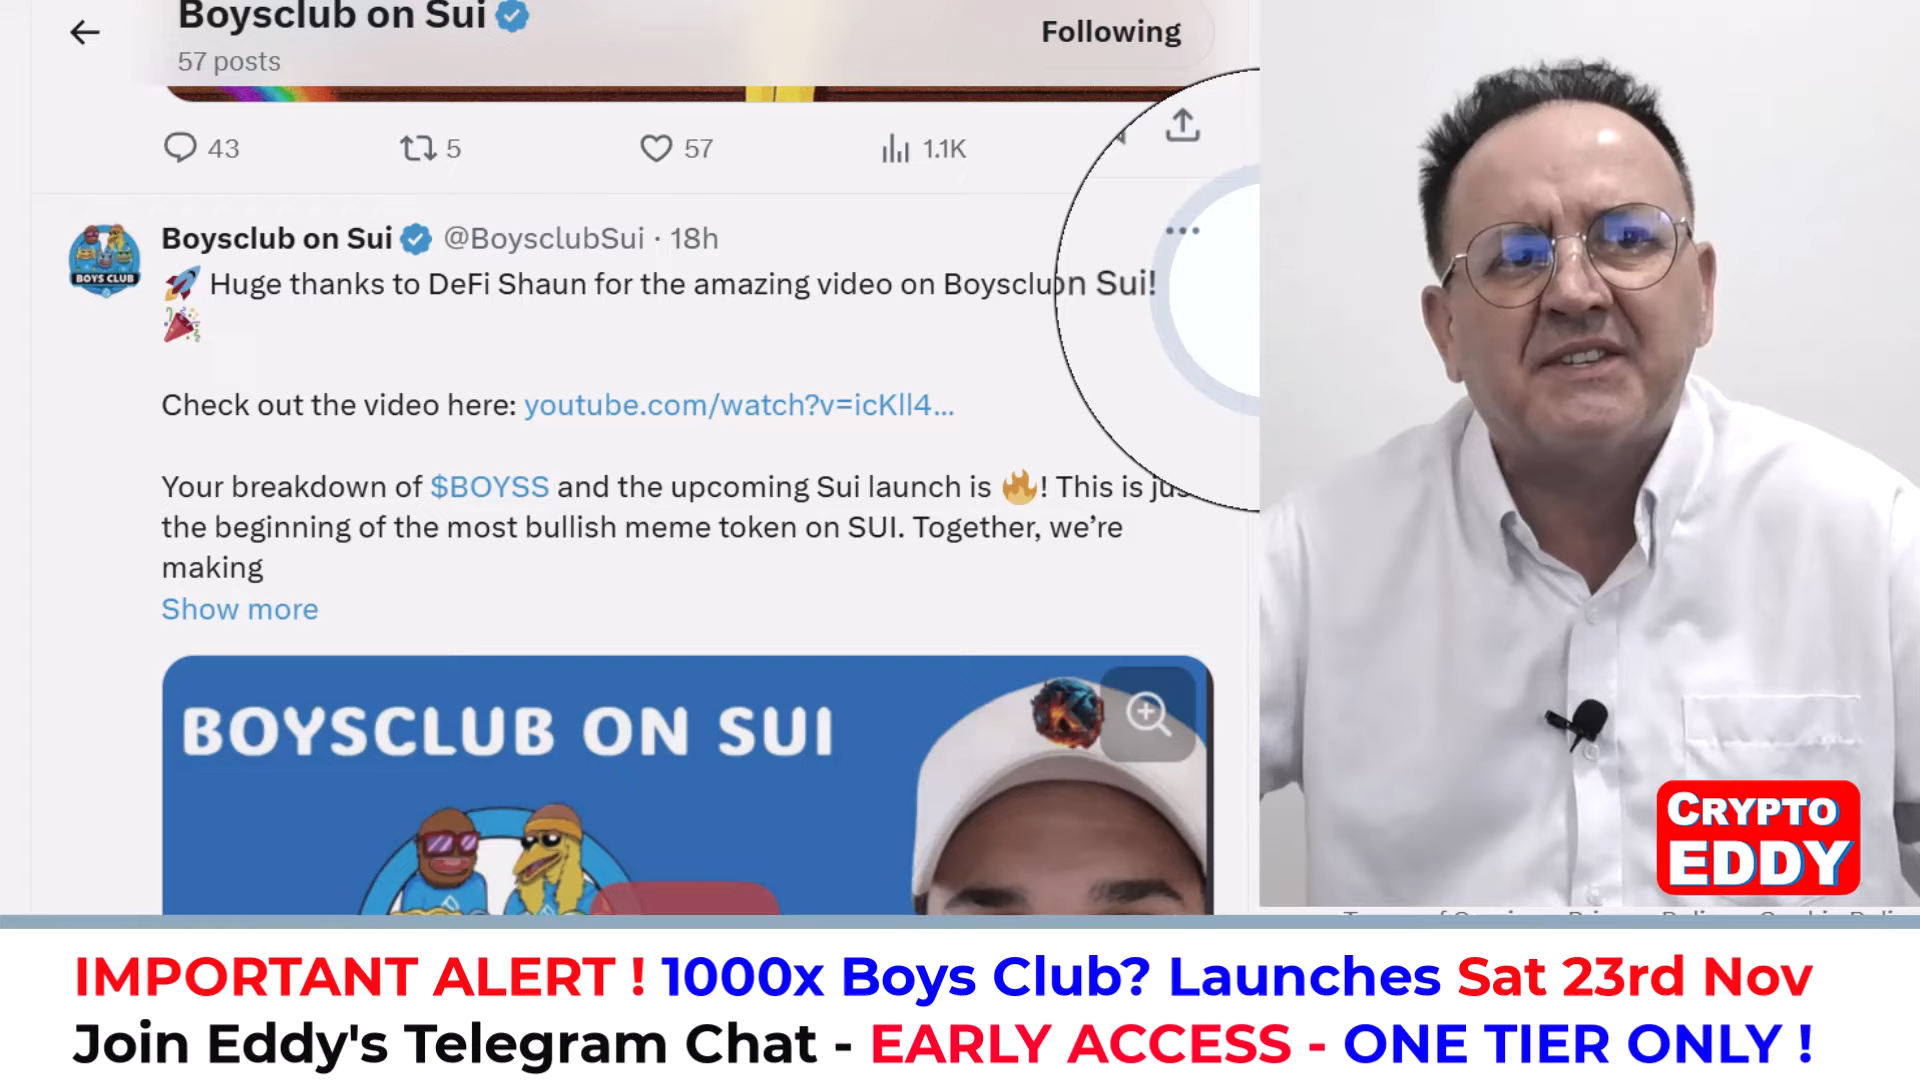 Boysclub on Sui
57 posts
Following
43
5
57
1.1K
Boysclub on Sui @BoysclubSui · 18h
🚀 Huge thanks to DeFi Shaun for the amazing video on Boysclu on Sui!
🎉
Check out the video here: youtube.com/watch?v=icKll4…
Your breakdown of $BOYSS and the upcoming Sui launch is 🔥! This is
the beginning of the most bullish meme token on SUI. Together, we’re
making
Show more
BOYS CLUB
BOYSCLUB ON SUI
CRYPTO
EDDY
IMPORTANT ALERT ! 1000x Boys Club? Launches Sat 23rd Nov
Join Eddy's Telegram Chat - EARLY ACCESS - ONE TIER ONLY !